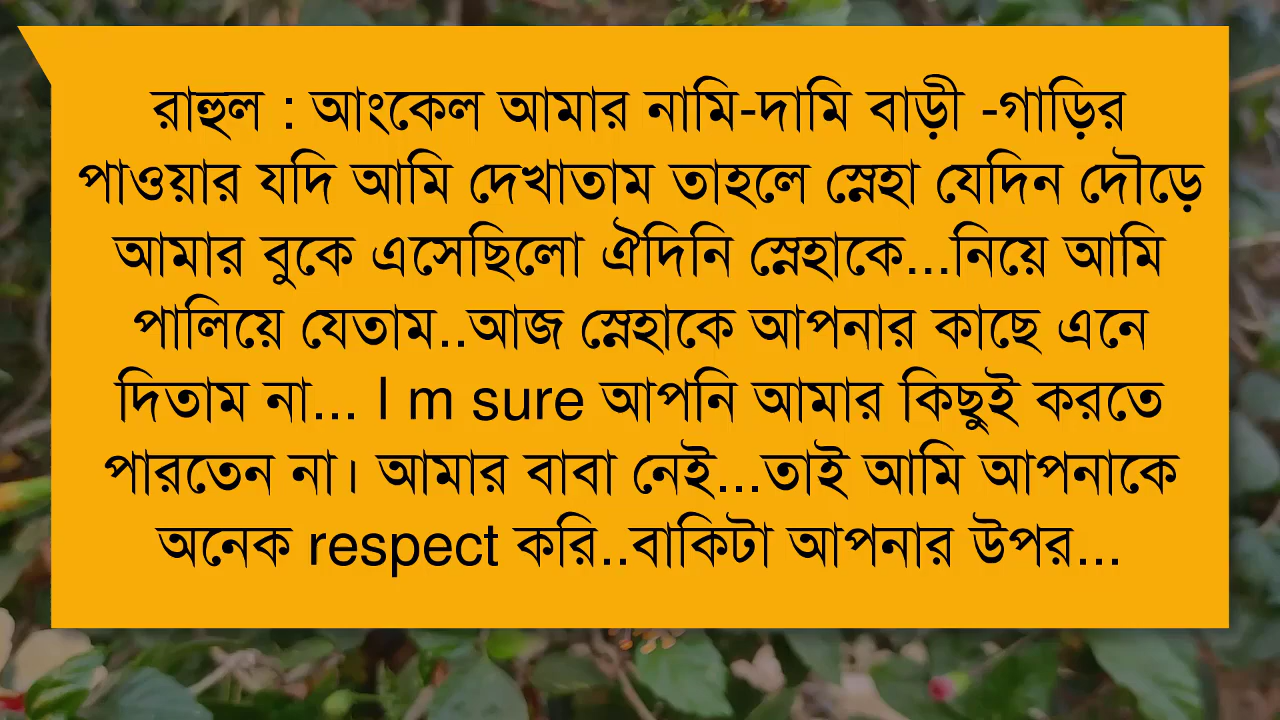 রাহুল : আংকেল আমার নামি-দামি বাড়ী -গাড়ির
পাওয়ার যদি আমি দেখাতাম তাহলে স্নেহা যেদিন দৌড়ে
আমার বুকে এসেছিলো ঐদিনি স্নেহাকে...নিয়ে আমি
পালিয়ে যেতাম..আজ স্নেহাকে আপনার কাছে এনে
দিতাম না... I m sure আপনি আমার কিছুই করতে
পারতেন না। আমার বাবা নেই...তাই আমি আপনাকে
অনেক respect করি..বাকিটা আপনার উপর...